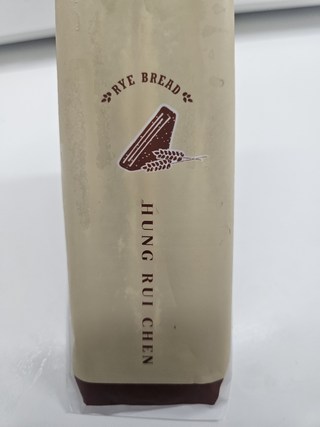 RYE BREAD
HUNG RUI CHEN